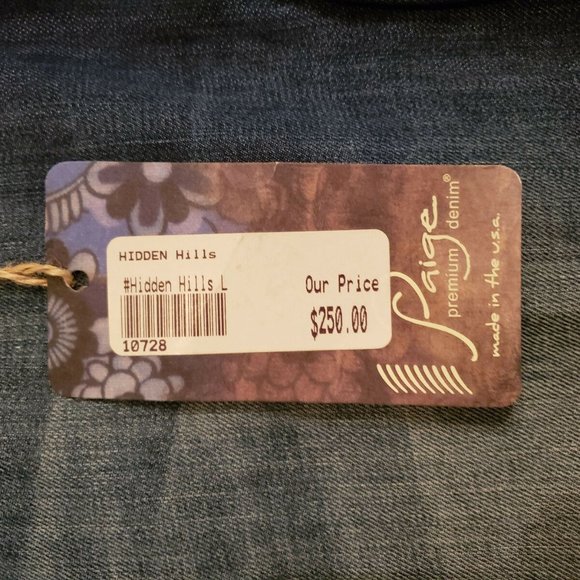 HIDDEN Hills
#Hidden Hills L
Our Price
10728
$250.00
Paige
premium denim®
made in the u.s.a.